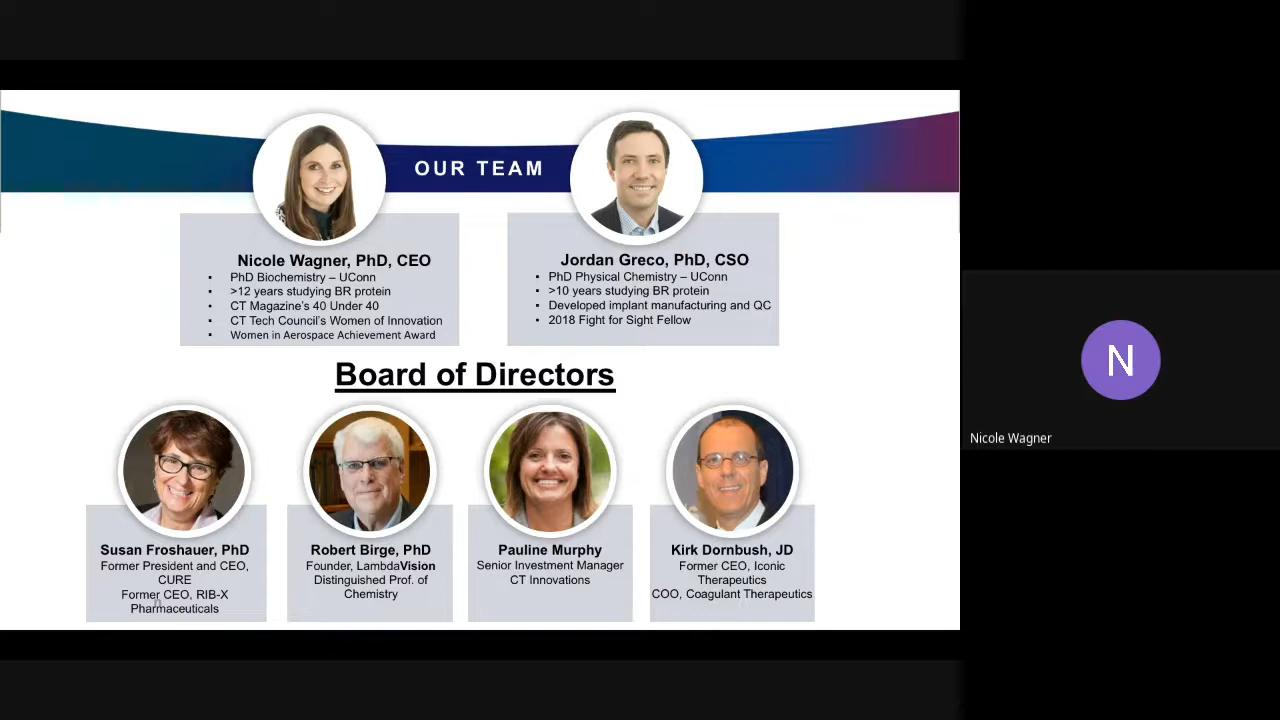 OUR TEAM
Nicole Wagner, PhD, CEO
▪ PhD Biochemistry – UConn
▪ >12 years studying BR protein
▪ CT Magazine's 40 Under 40
▪ CT Tech Council's Women of Innovation
▪ Women in Aerospace Achievement Award
Jordan Greco, PhD, CSO
• PhD Physical Chemistry – UConn
• >10 years studying BR protein
• Developed implant manufacturing and QC
• 2018 Fight for Sight Fellow
Board of Directors
Susan Froshauer, PhD
Former President and CEO,
CURE
Former CEO, RIB-X
Pharmaceuticals
Robert Birge, PhD
Founder, LambdaVision
Distinguished Prof. of
Chemistry
Pauline Murphy
Senior Investment Manager
CT Innovations
Kirk Dornbush, JD
Former CEO, Iconic
Therapeutics
COO, Coagulant Therapeutics
N
Nicole Wagner